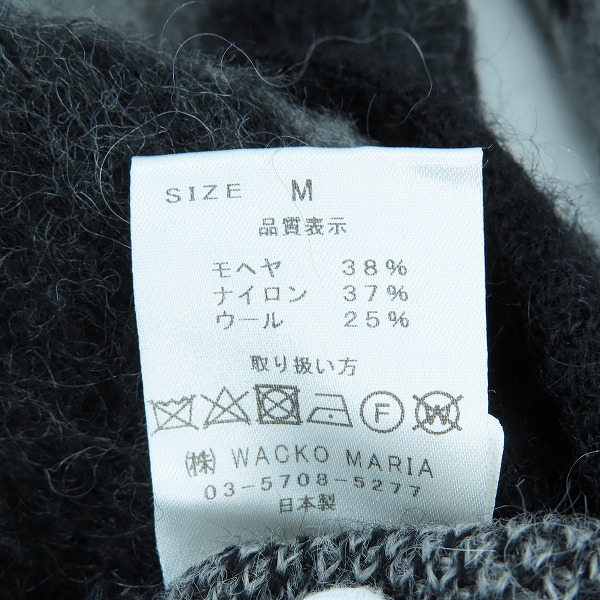 SIZE M
品質表示
モヘヤ 38%
ナイロン 37%
ウール 25%
取り扱い方
F W
(株) WACKO MARIA
03-5708-5277
日本製